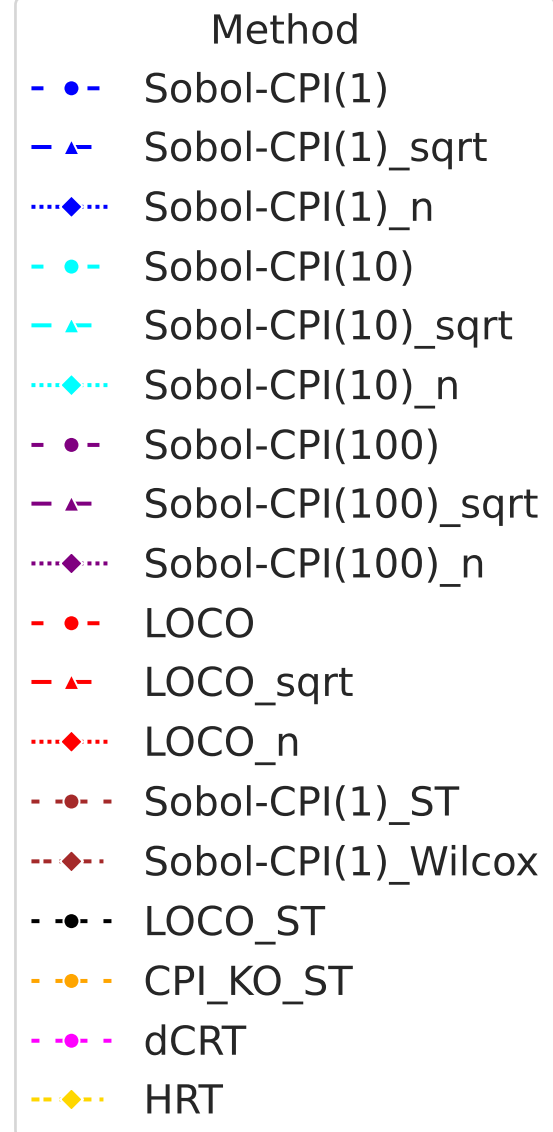 Method
Sobol-CPI(1)
Sobol-CPI(1)_sqrt
Sobol-CPI(1)_n
Sobol-CPI(10)
Sobol-CPI(10)_sqrt
Sobol-CPI(10)_n
Sobol-CPI(100)
Sobol-CPI(100)_sqrt
Sobol-CPI(100)_n
LOCO
LOCO_sqrt
LOCO_n
Sobol-CPI(1)_ST
Sobol-CPI(1)_Wilcox
LOCO_ST
CPI_KO_ST
dCRT
HRT